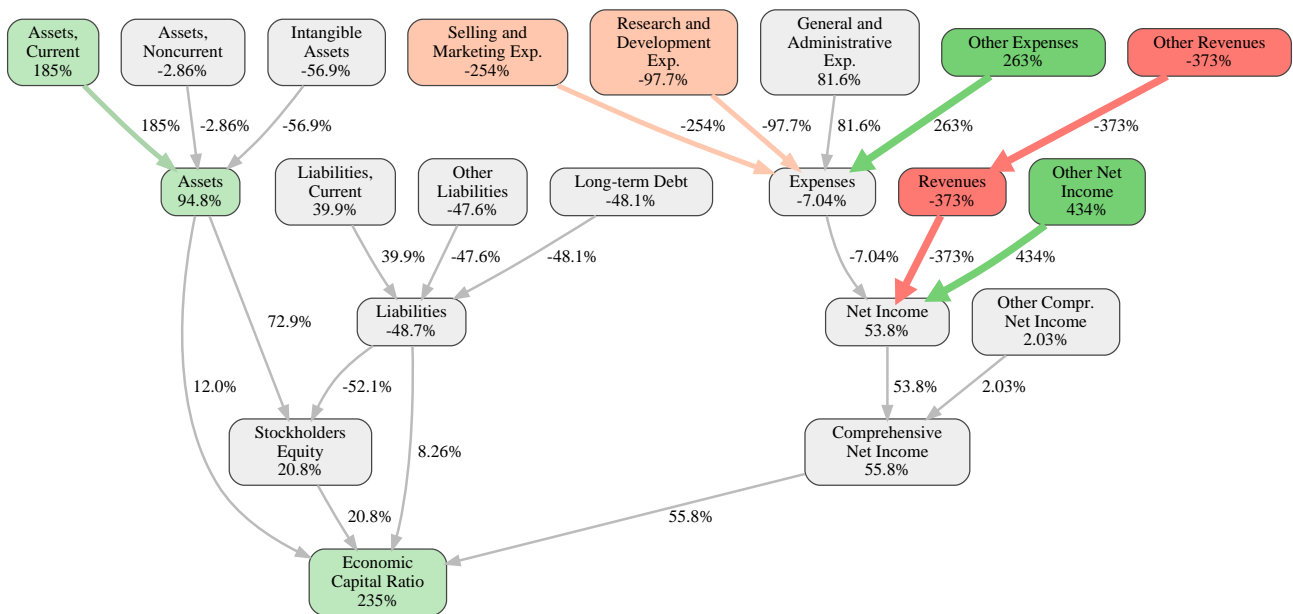 Assets,
Current
185%
Assets,
Noncurrent
-2.86%
Intangible
Assets
-56.9%
Selling and
Marketing Exp.
-254%
Research and
Development
Exp.
-97.7%
General and
Administrative
Exp.
81.6%
Other Expenses
263%
Other Revenues
-373%
185%
-2.86%
-56.9%
-254%
-97.7%
81.6%
263%
-373%
Assets
94.8%
Liabilities,
Current
39.9%
Other
Liabilities
-47.6%
Long-term Debt
-48.1%
Expenses
-7.04%
Revenues
-373%
Other Net
Income
434%
39.9%
-47.6%
-48.1%
-7.04%
-373%
434%
Liabilities
-48.7%
Net Income
53.8%
Other Compr.
Net Income
2.03%
72.9%
12.0%
-52.1%
8.26%
53.8%
2.03%
Stockholders
Equity
20.8%
Comprehensive
Net Income
55.8%
20.8%
55.8%
Economic
Capital Ratio
235%